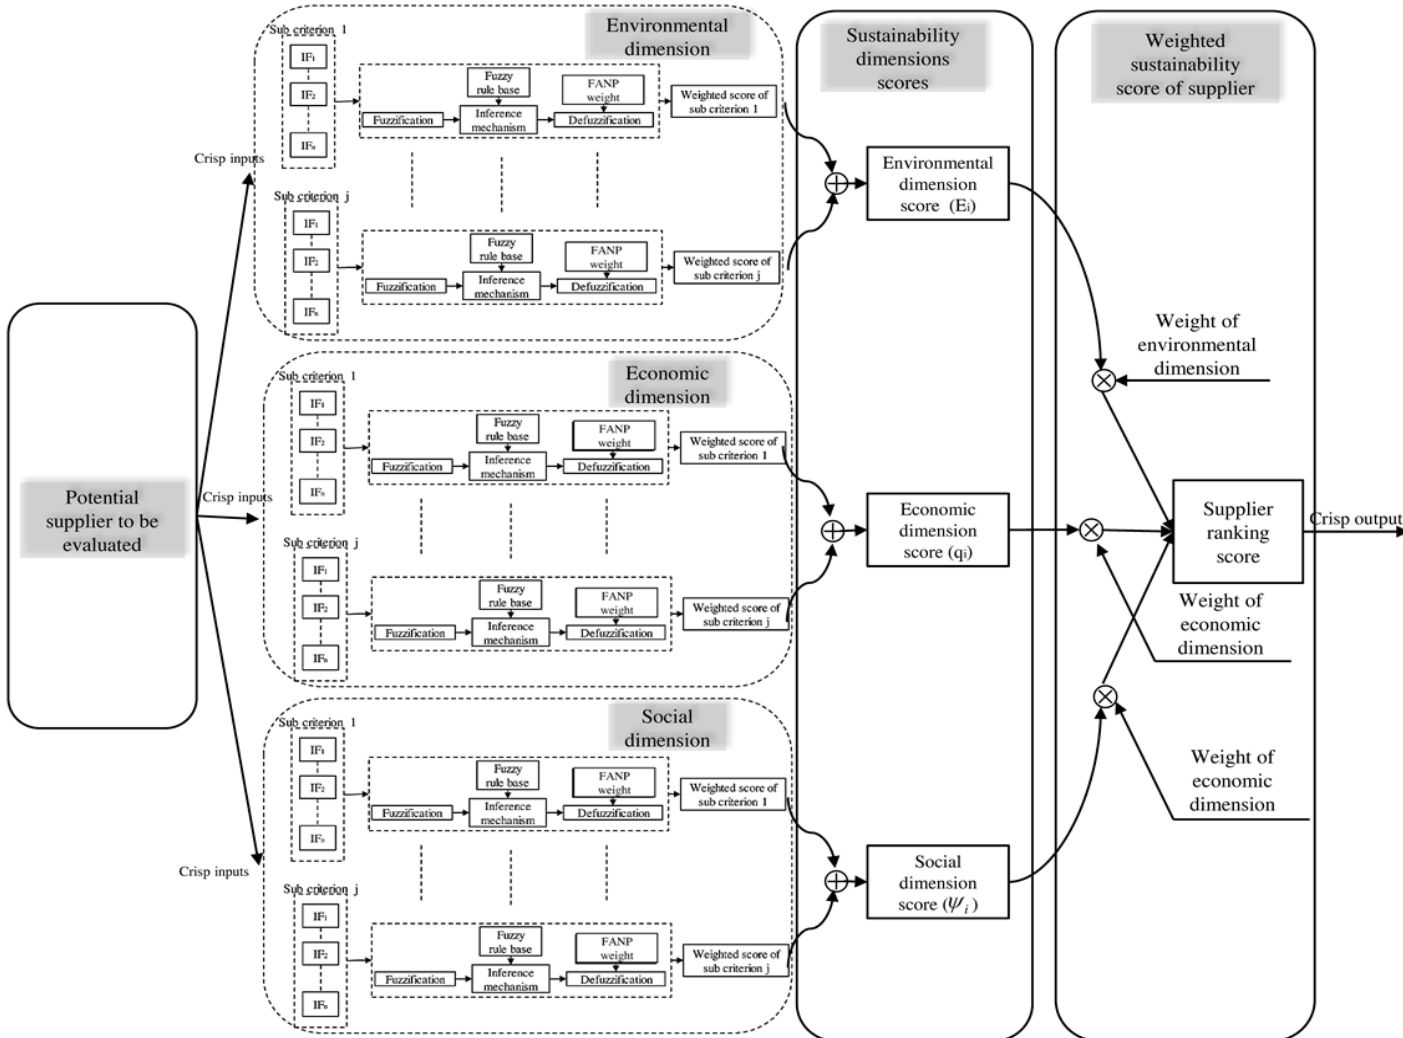 Potential
supplier to be
evaluated
Crisp inputs
Crisp inputs
Crisp inputs
Environmental
dimension
Sub criterion 1
IF₁
IF₂
IFₙ
Fuzzy
rule base
FANP
weight
Fuzzification
Inference
mechanism
Defuzzification
Weighted score of
sub criterion 1
Sub criterion j
IF₁
IF₂
IFₙ
Fuzzy
rule base
FANP
weight
Fuzzification
Inference
mechanism
Defuzzification
Weighted score of
sub criterion j
Economic
dimension
Sub criterion 1
IF₁
IF₂
IFₙ
Fuzzy
rule base
FANP
weight
Fuzzification
Inference
mechanism
Defuzzification
Weighted score of
sub criterion 1
Sub criterion j
IF₁
IF₂
IFₙ
Fuzzy
rule base
FANP
weight
Fuzzification
Inference
mechanism
Defuzzification
Weighted score of
sub criterion j
Social
dimension
Sub criterion 1
IF₁
IF₂
IFₙ
Fuzzy
rule base
FANP
weight
Fuzzification
Inference
mechanism
Defuzzification
Weighted score of
sub criterion 1
Sub criterion j
IF₁
IF₂
IFₙ
Fuzzy
rule base
FANP
weight
Fuzzification
Inference
mechanism
Defuzzification
Weighted score of
sub criterion j
Sustainability
dimensions
scores
Environmental
dimension
score (Eᵢ)
Economic
dimension
score (qᵢ)
Social
dimension
score (ψᵢ)
Weighted
sustainability
score of supplier
Weight of
environmental
dimension
Supplier
ranking
score
Crisp output
Weight of
economic
dimension
Weight of
economic
dimension